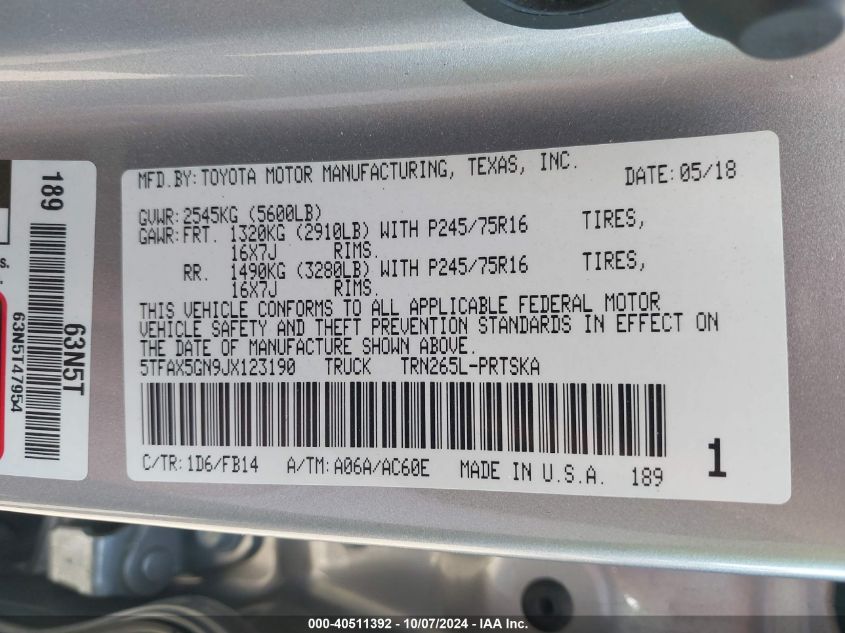 MFD.BY: TOYOTA MOTOR MANUFACTURING, TEXAS, INC. DATE: 05/18
GVWR: 2545KG (5600LB)
GAWR: FRT. 1320KG (2910LB) WITH P245/75R16 TIRES,
16X7J RIMS.
RR. 1490KG (3280LB) WITH P245/75R16 TIRES,
16X7J RIMS.
THIS VEHICLE CONFORMS TO ALL APPLICABLE FEDERAL MOTOR
VEHICLE SAFETY AND THEFT PREVENTION STANDARDS IN EFFECT ON
THE DATE OF MANUFACTURE SHOWN ABOVE.
5TFAX5GN9JX123190 TRUCK TRN265L-PRTSKA
C/TR: 1D6/FB14 A/TM: A06A/AC60E MADE IN U.S.A. 189 1
189
63N5T
63N5T47954
000-40511392 - 10/07/2024 - IAA Inc.